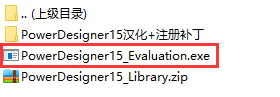 .. (上级目录)
PowerDesigner15汉化+注册补丁
PowerDesigner15_Evaluation.exe
PowerDesigner15_Library.zip